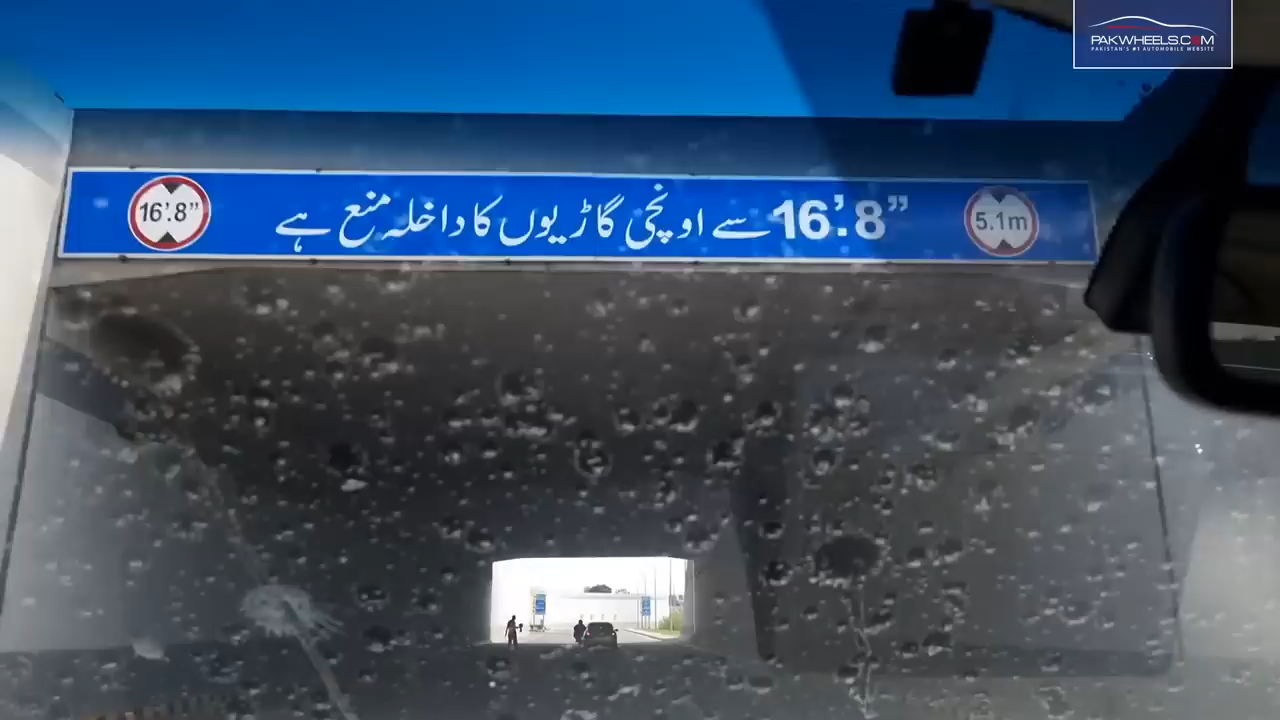 PAKWHEELS.COM
PAKISTAN'S #1 AUTOMOBILE WEBSITE
16'.8" سے اونچی گاڑیوں کا داخلہ منع ہے
16'.8"
5.1m